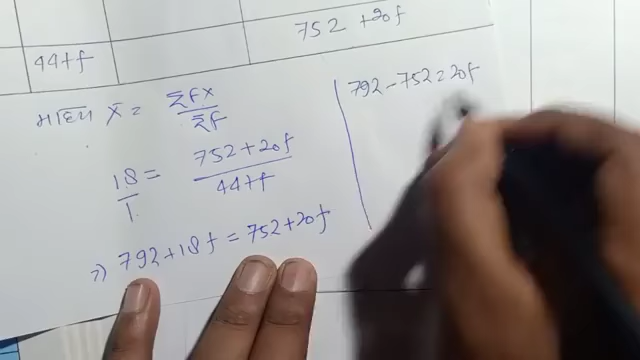 752 + 20f
44+f
माध्य x̄ = Σfx / Σf
18/1 = 752 + 20f / 44+f
⇒ 792 + 18f = 752 + 20f
792 - 752 = 20f